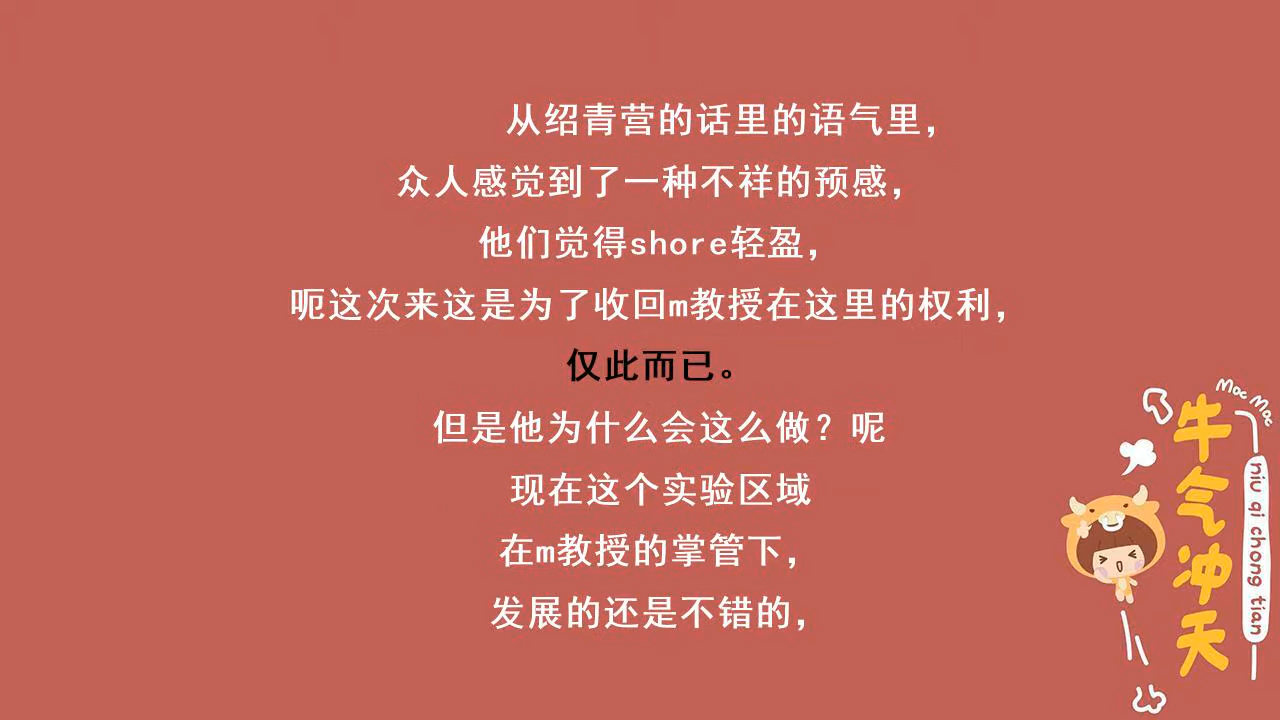 从绍青营的话里的语气里，
众人感觉到了一种不祥的预感，
他们觉得shore轻盈，
呃这次来这是为了收回m教授在这里的权利，
仅此而已。
但是他为什么会这么做？呢
现在这个实验区域
在m教授的掌管下，
发展的还是不错的，
Moc Moc
牛气冲天
niu qi chong tian